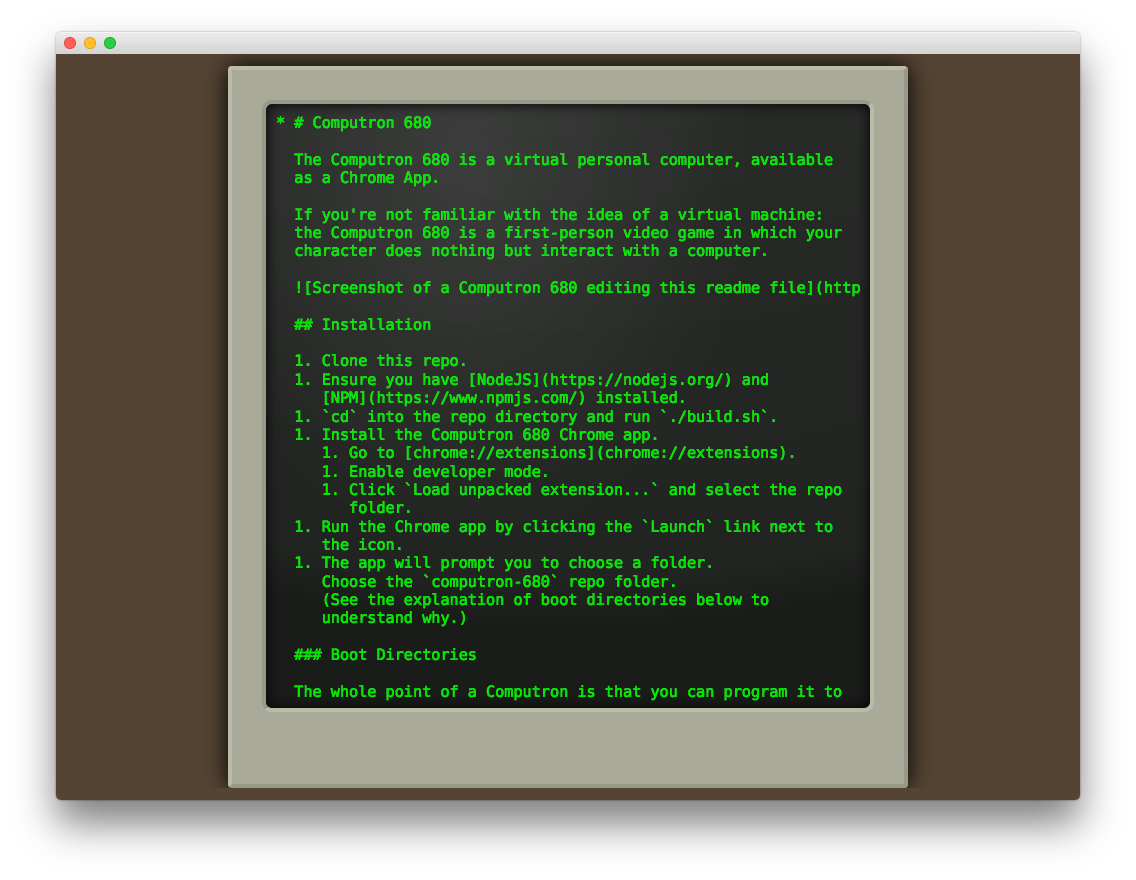 * # Computron 680
The Computron 680 is a virtual personal computer, available
as a Chrome App.
If you're not familiar with the idea of a virtual machine:
the Computron 680 is a first-person video game in which your
character does nothing but interact with a computer.
![Screenshot of a Computron 680 editing this readme file](http
## Installation
1. Clone this repo.
1. Ensure you have [NodeJS](https://nodejs.org/) and
[NPM](https://www.npmjs.com/) installed.
1. `cd` into the repo directory and run `./build.sh`.
1. Install the Computron 680 Chrome app.
1. Go to [chrome://extensions](chrome://extensions).
1. Enable developer mode.
1. Click `Load unpacked extension...` and select the repo
folder.
1. Run the Chrome app by clicking the `Launch` link next to
the icon.
1. The app will prompt you to choose a folder.
Choose the `computron-680` repo folder.
(See the explanation of boot directories below to
understand why.)
### Boot Directories
The whole point of a Computron is that you can program it to